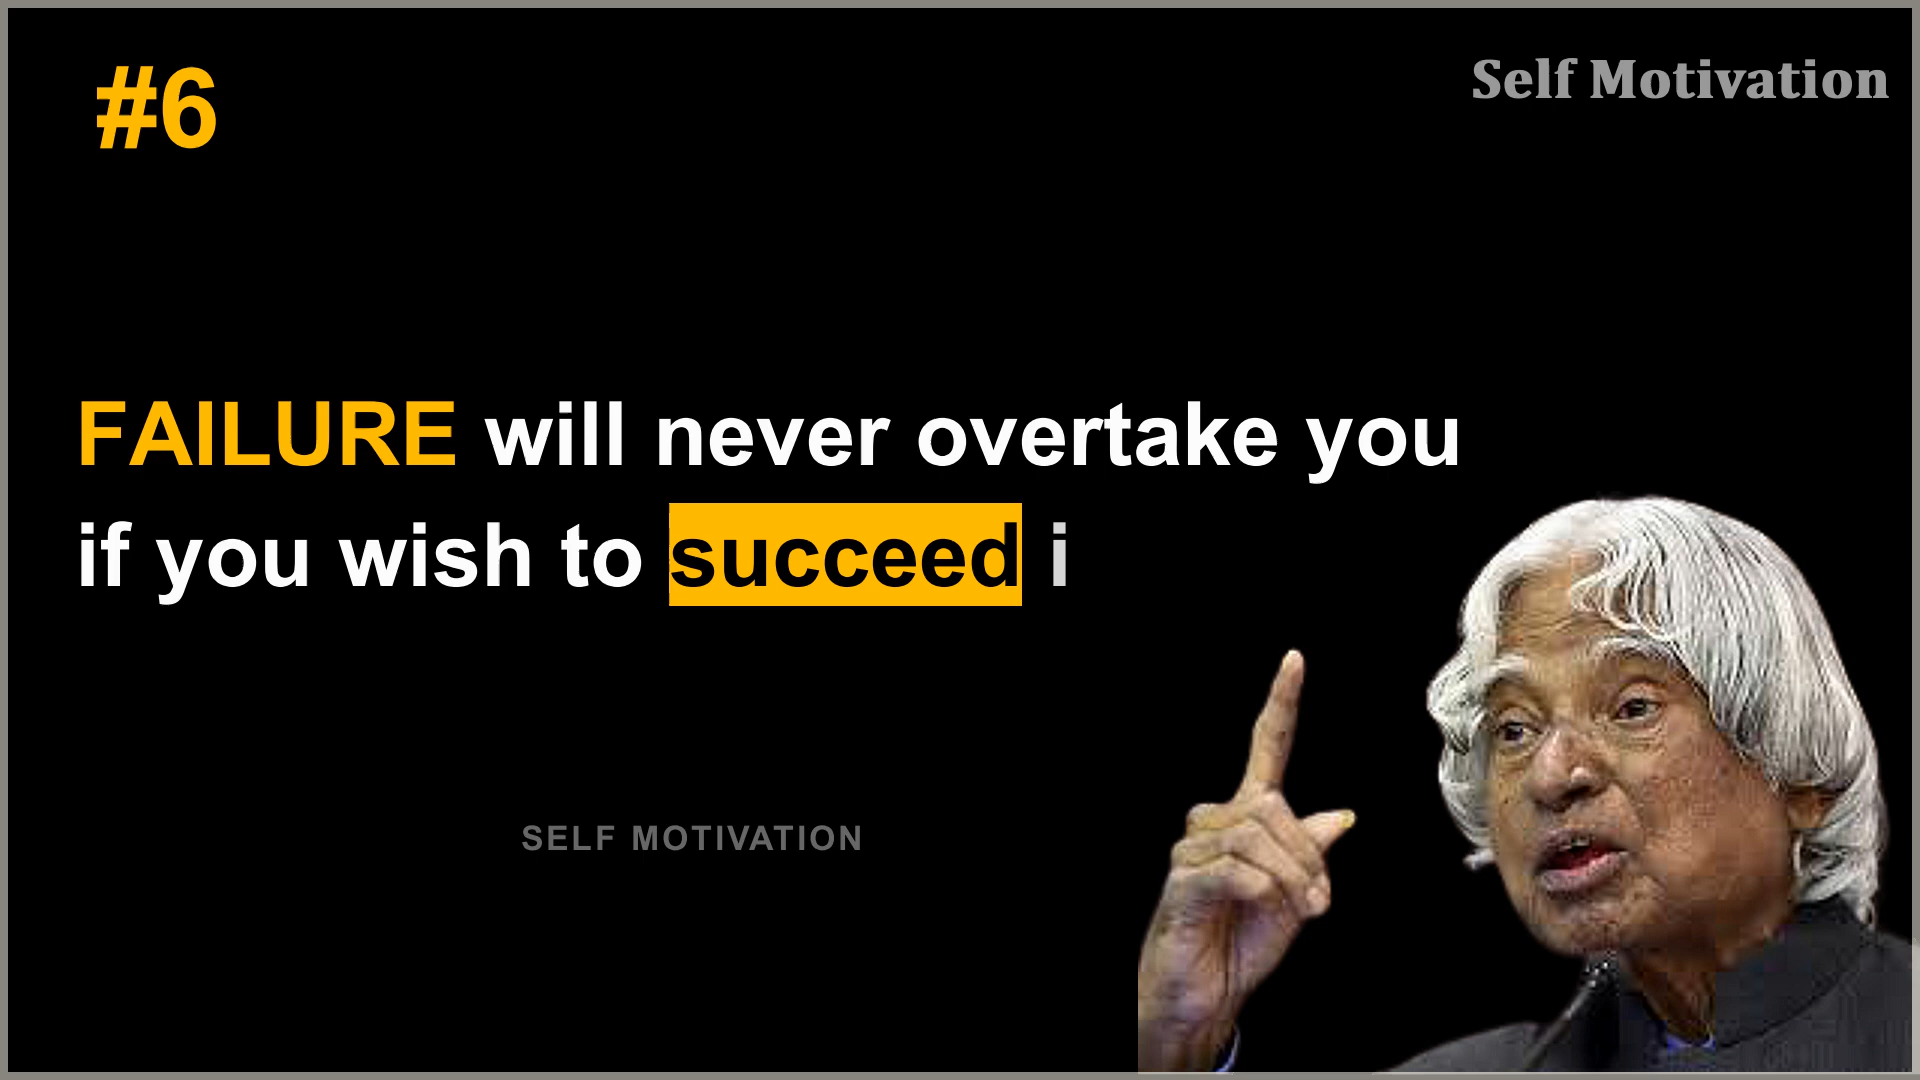 #6
Self Motivation
FAILURE will never overtake you
if you wish to succeed i
SELF MOTIVATION